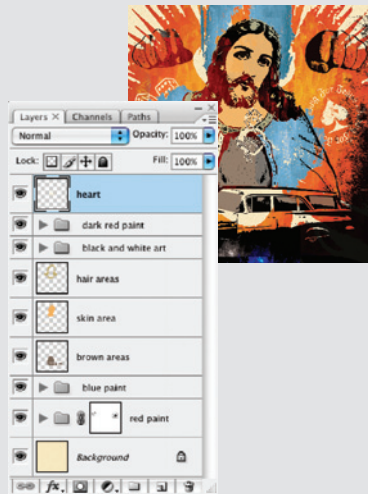 Layers × Channels Paths
Normal Opacity: 100%
Lock: Fill: 100%
heart
dark red paint
black and white art
hair areas
skin area
brown areas
blue paint
red paint
Background
fx.